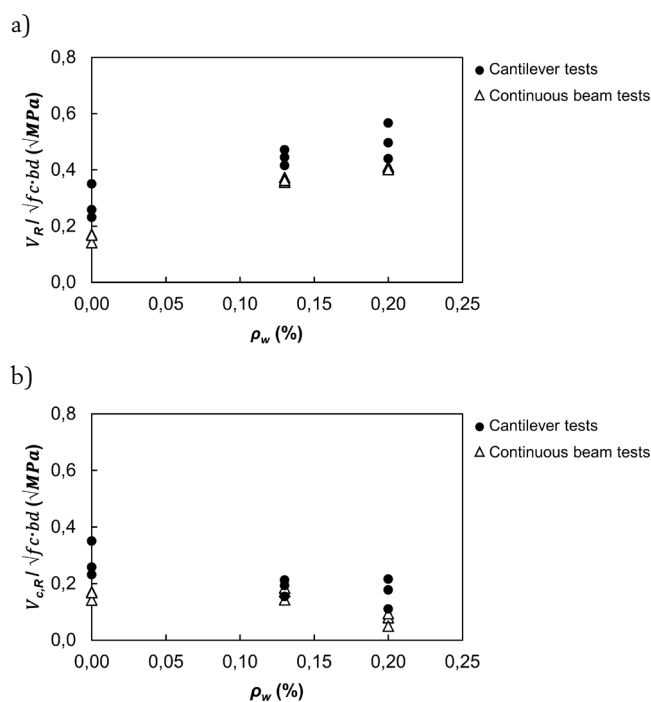 a)
0,8
0,6
0,4
0,2
0,0
V_R / √fc·bd (√MPa)
0,00 0,05 0,10 0,15 0,20 0,25
ρ_w (%)
Cantilever tests
Continuous beam tests
b)
0,8
0,6
0,4
0,2
0,0
V_c,R / √fc·bd (√MPa)
0,00 0,05 0,10 0,15 0,20 0,25
ρ_w (%)
Cantilever tests
Continuous beam tests